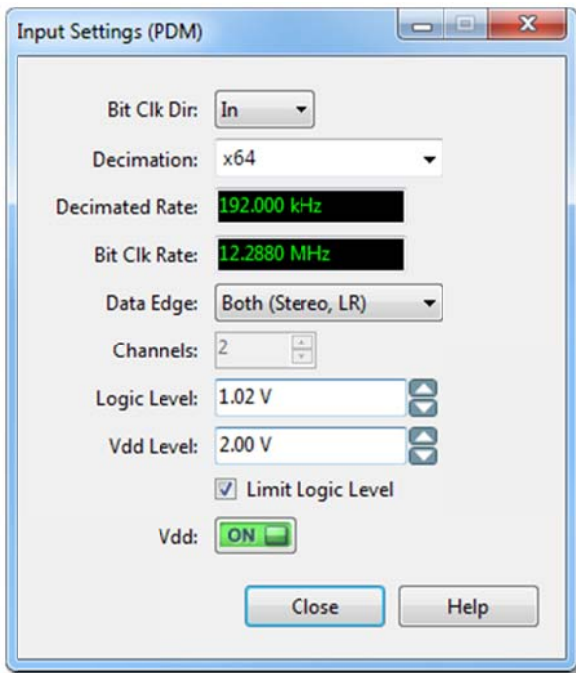 Input Settings (PDM)
Bit Clk Dir: In
Decimation: x64
Decimated Rate: 192.000 kHz
Bit Clk Rate: 12.2880 MHz
Data Edge: Both (Stereo, LR)
Channels: 2
Logic Level: 1.02 V
Vdd Level: 2.00 V
Limit Logic Level
Vdd: ON
Close Help